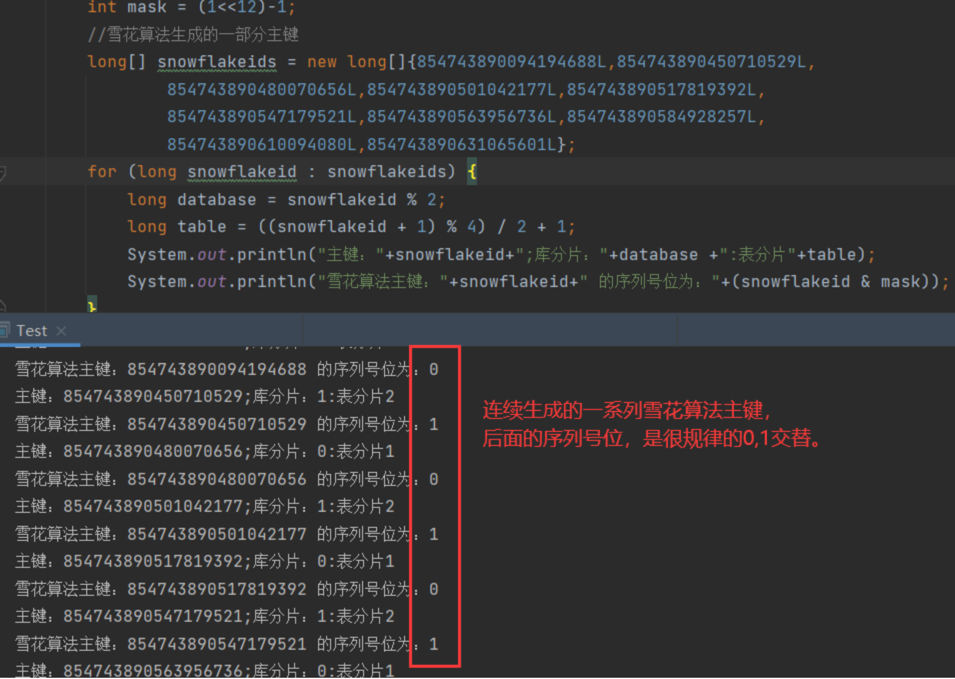 int mask = (1<<12)-1;
//雪花算法生成的一部分主键
long[] snowflakeids = new long[]{854743890094194688L,854743890450710529L,
854743890480070656L,854743890501042177L,854743890517819392L,
854743890547179521L,854743890563956736L,854743890584928257L,
854743890610094080L,854743890631065601L};
for (long snowflakeid : snowflakeids) {
long database = snowflakeid % 2;
long table = ((snowflakeid + 1) % 4) / 2 + 1;
System.out.println("主键："+snowflakeid+";库分片："+database +":表分片"+table);
System.out.println("雪花算法主键："+snowflakeid+" 的序列号位为："+(snowflakeid & mask));
}
Test ×
雪花算法主键：854743890094194688 的序列号位为：0
主键：854743890450710529;库分片：1:表分片2
雪花算法主键：854743890450710529 的序列号位为：1
主键：854743890480070656;库分片：0:表分片1
雪花算法主键：854743890480070656 的序列号位为：0
主键：854743890501042177;库分片：1:表分片2
雪花算法主键：854743890501042177 的序列号位为：1
主键：854743890517819392;库分片：0:表分片1
雪花算法主键：854743890517819392 的序列号位为：0
主键：854743890547179521;库分片：1:表分片2
雪花算法主键：854743890547179521 的序列号位为：1
主键：854743890563956736;库分片：0:表分片1
连续生成的一系列雪花算法主键，
后面的序列号位，是很规律的0,1交替。